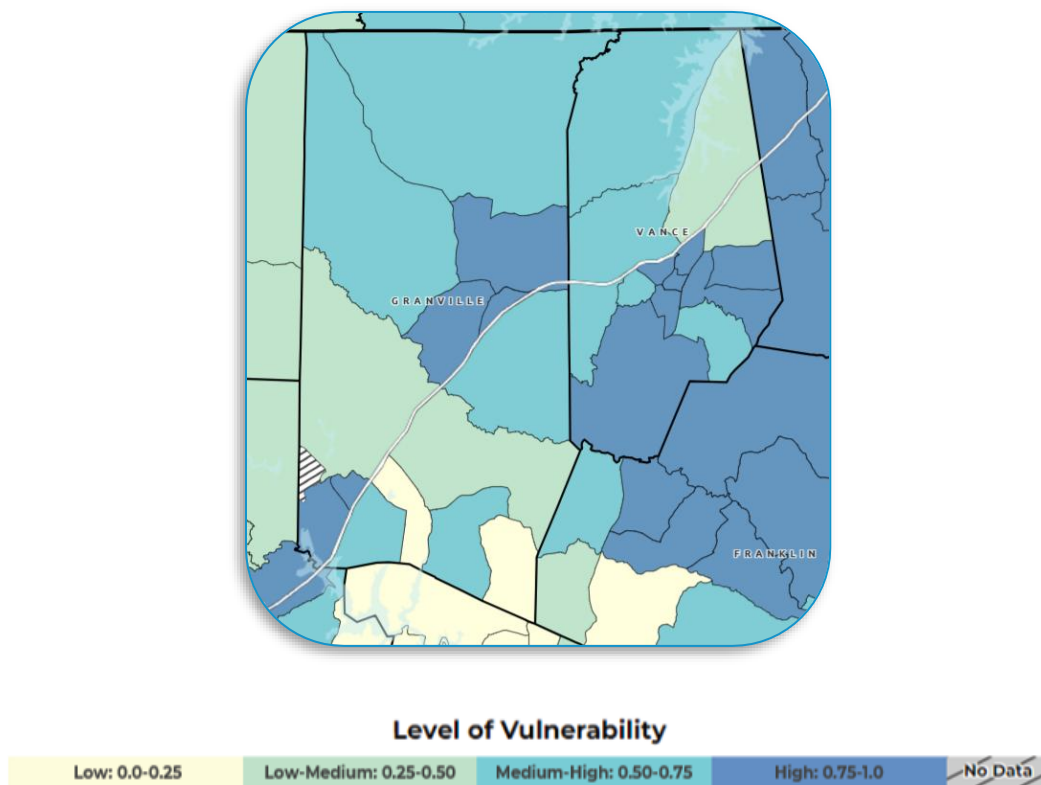 VANCE
GRANVILLE
FRANKLIN
Level of Vulnerability
Low: 0.0-0.25 Low-Medium: 0.25-0.50 Medium-High: 0.50-0.75 High: 0.75-1.0 No Data